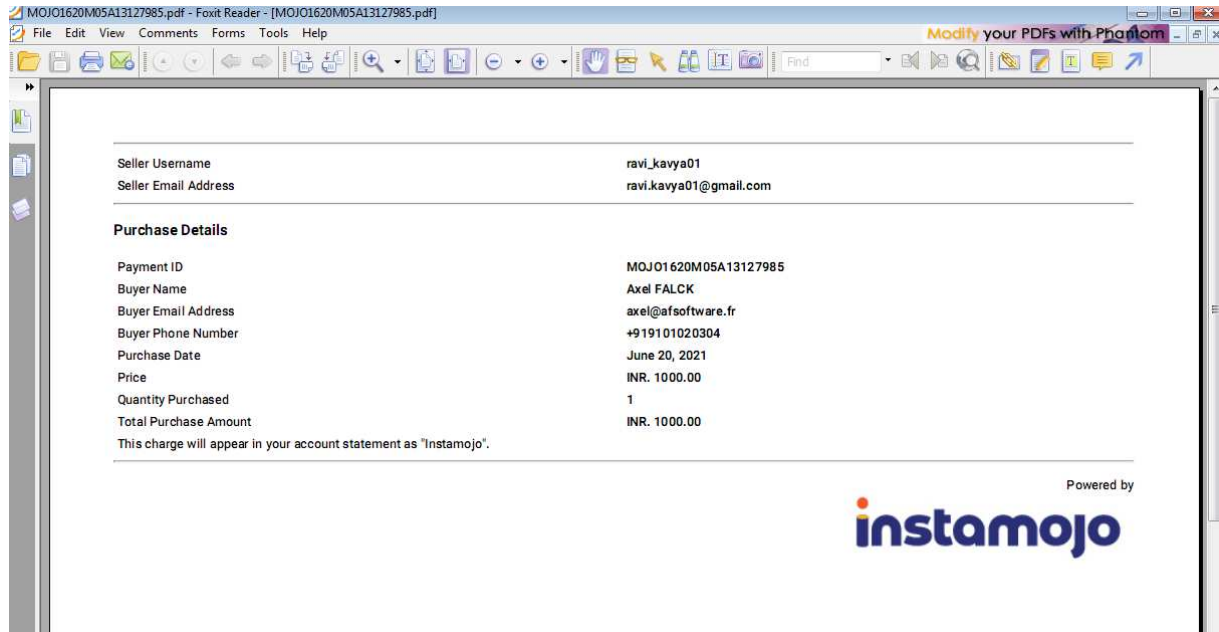 MOJO1620M05A13127985.pdf - Foxit Reader - [MOJO1620M05A13127985.pdf]
File Edit View Comments Forms Tools Help
Modify your PDFs with Phantom
Find
Seller Username ravi_kavya01
Seller Email Address ravi.kavya01@gmail.com
Purchase Details
Payment ID MOJO1620M05A13127985
Buyer Name Axel FALCK
Buyer Email Address axel@afsoftware.fr
Buyer Phone Number +919101020304
Purchase Date June 20, 2021
Price INR. 1000.00
Quantity Purchased 1
Total Purchase Amount INR. 1000.00
This charge will appear in your account statement as "Instamojo".
Powered by
instamojo